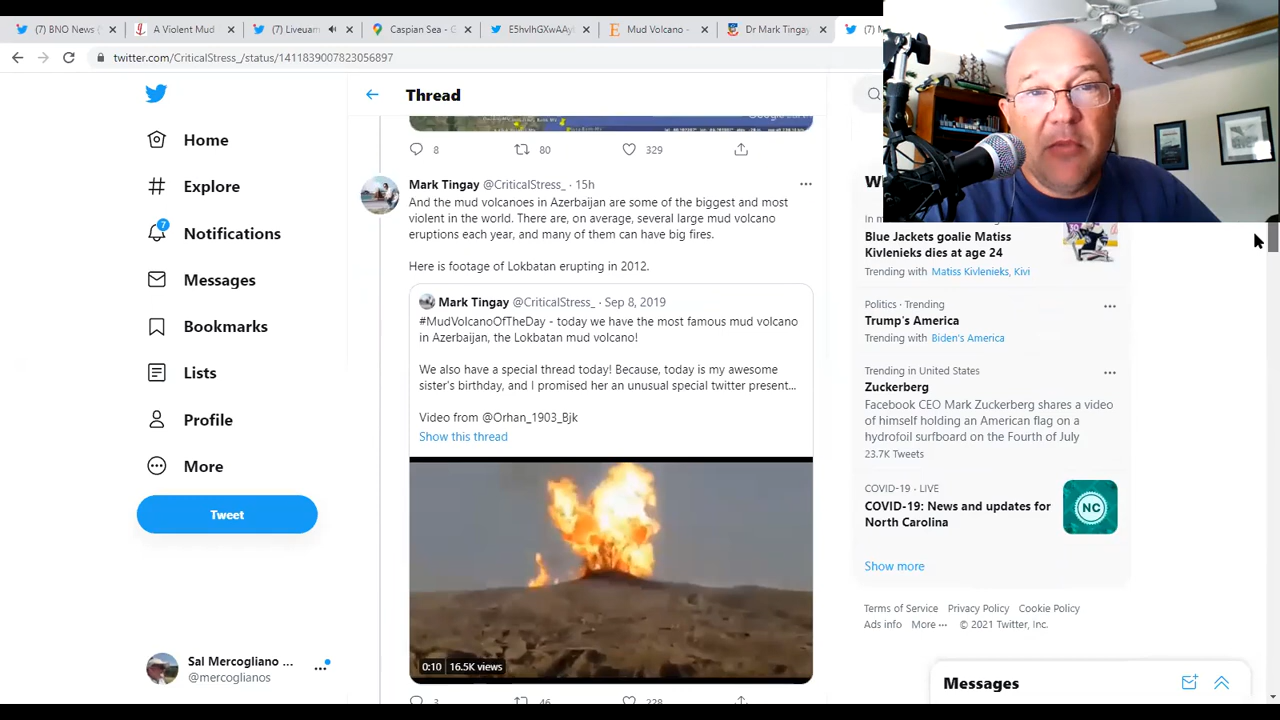 (7) BNO News
A Violent Mud
(7) Liveuam
Caspian Sea - G
E5hvIhGXwAAy
Mud Volcano -
Dr Mark Tingay
(7)
twitter.com/CriticalStress_/status/1411839007823056897
Thread
Home
Explore
7
Notifications
Messages
Bookmarks
Lists
Profile
More
Tweet
Sal Mercogliano ...
@mercoglianos
8 80 329
Mark Tingay @CriticalStress_ · 15h
And the mud volcanoes in Azerbaijan are some of the biggest and most
violent in the world. There are, on average, several large mud volcano
eruptions each year, and many of them can have big fires.
Here is footage of Lokbatan erupting in 2012.
Mark Tingay @CriticalStress_ · Sep 8, 2019
#MudVolcanoOfTheDay - today we have the most famous mud volcano
in Azerbaijan, the Lokbatan mud volcano!
We also have a special thread today! Because, today is my awesome
sister's birthday, and I promised her an unusual special twitter present...
Video from @Orhan_1903_Bjk
Show this thread
0:10 16.5K views
3 46 228
Blue Jackets goalie Matiss
Kivlenieks dies at age 24
Trending with Matiss Kivlenieks, Kivi
Politics · Trending
Trump's America
Trending with Biden's America
Trending in United States
Zuckerberg
Facebook CEO Mark Zuckerberg shares a video
of himself holding an American flag on a
hydrofoil surfboard on the Fourth of July
23.7K Tweets
COVID-19 · LIVE
COVID-19: News and updates for
North Carolina
NC
Show more
Terms of Service Privacy Policy Cookie Policy
Ads info More ··· © 2021 Twitter, Inc.
Messages